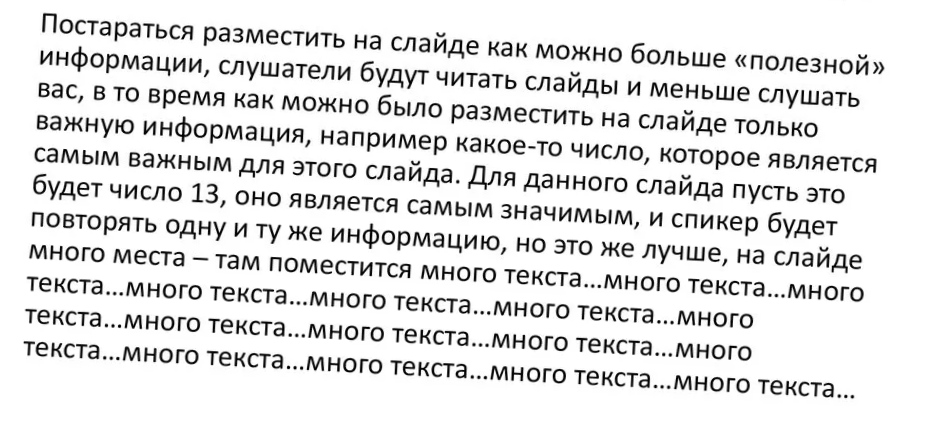 Постараться разместить на слайде как можно больше «полезной»
информации, слушатели будут читать слайды и меньше слушать
вас, в то время как можно было разместить на слайде только
важную информация, например какое-то число, которое является
самым важным для этого слайда. Для данного слайда пусть это
будет число 13, оно является самым значимым, и спикер будет
повторять одну и ту же информацию, но это же лучше, на слайде
много места – там поместится много текста...много текста...много
текста...много текста...много текста...много текста...много
текста...много текста...много текста...много текста...много
текста...много текста...много текста...много текста...много текста...